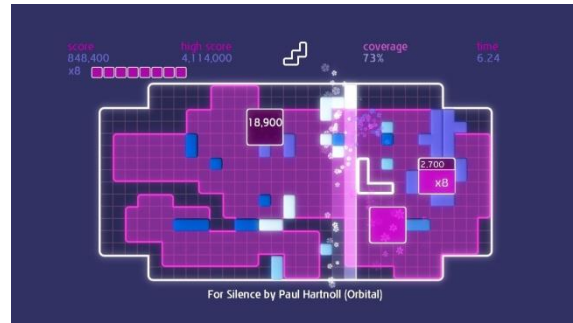 score
848,400
x8
high score
4,114,000
coverage
73%
time
6.24
18,900
2,700
x8
For Silence by Paul Hartnoll (Orbital)